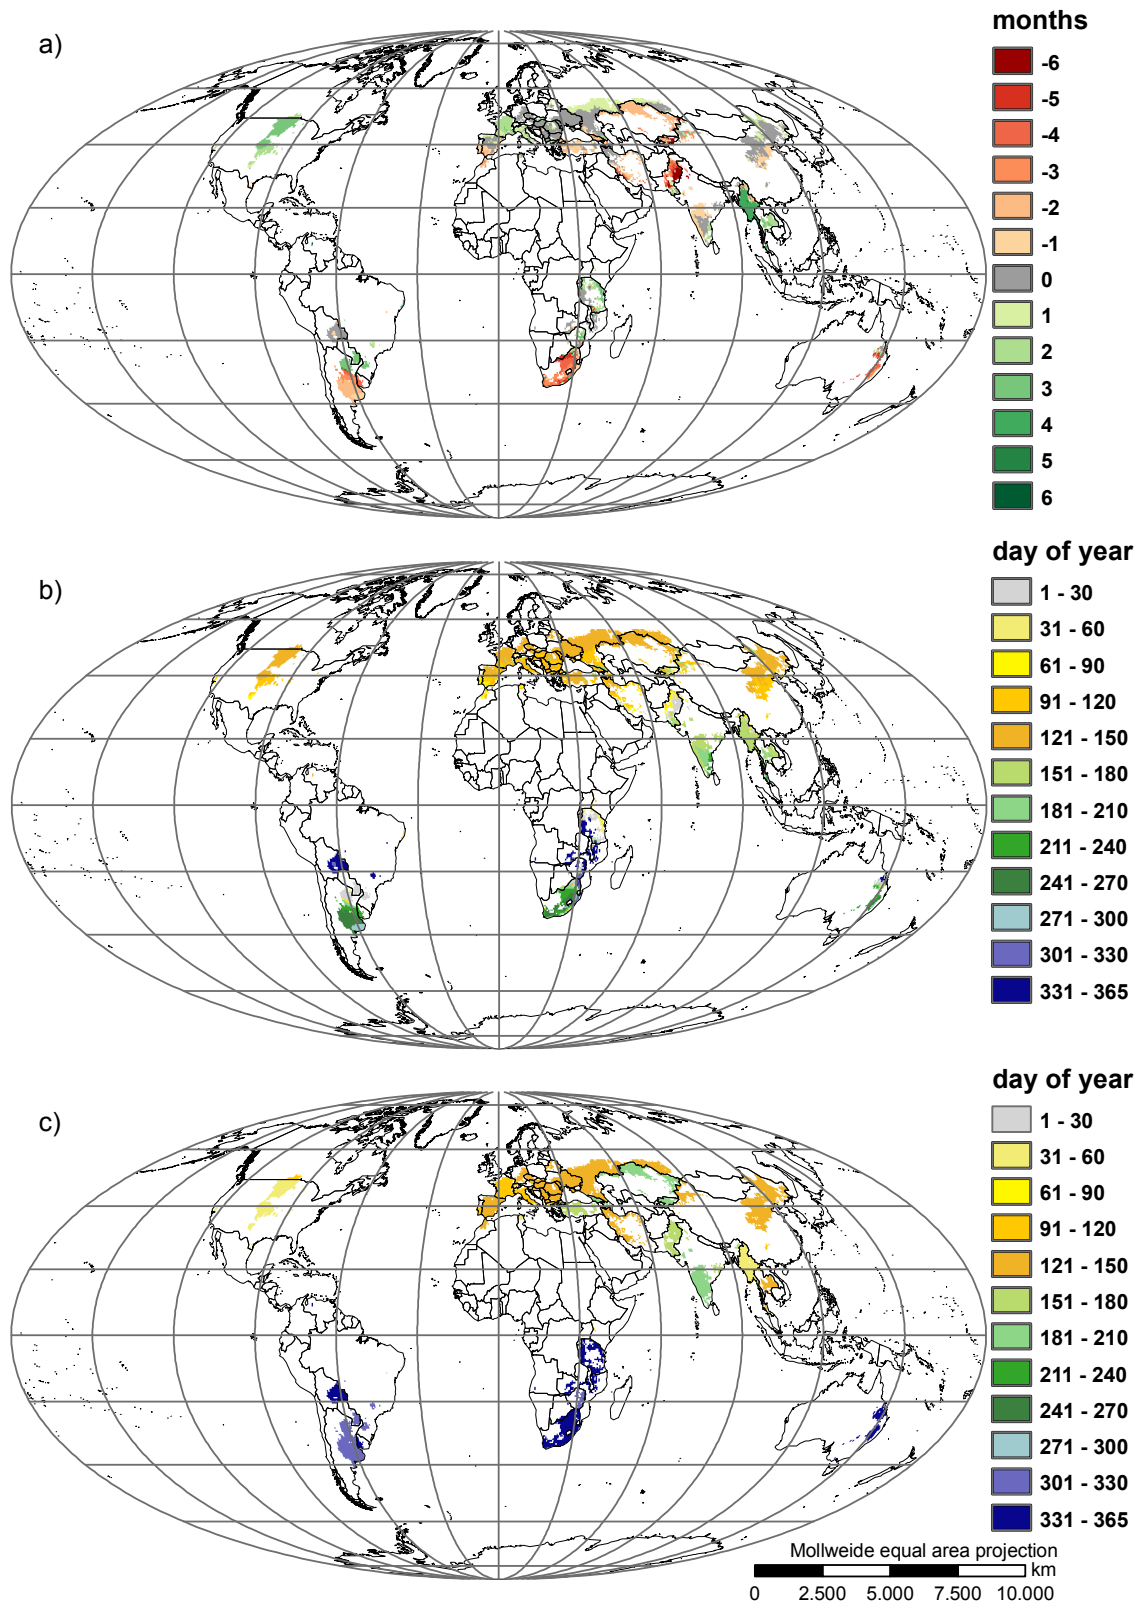 a)
months
-6
-5
-4
-3
-2
-1
0
1
2
3
4
5
6
b)
day of year
1 - 30
31 - 60
61 - 90
91 - 120
121 - 150
151 - 180
181 - 210
211 - 240
241 - 270
271 - 300
301 - 330
331 - 365
c)
day of year
1 - 30
31 - 60
61 - 90
91 - 120
121 - 150
151 - 180
181 - 210
211 - 240
241 - 270
271 - 300
301 - 330
331 - 365
Mollweide equal area projection
km
0 2.500 5.000 7.500 10.000